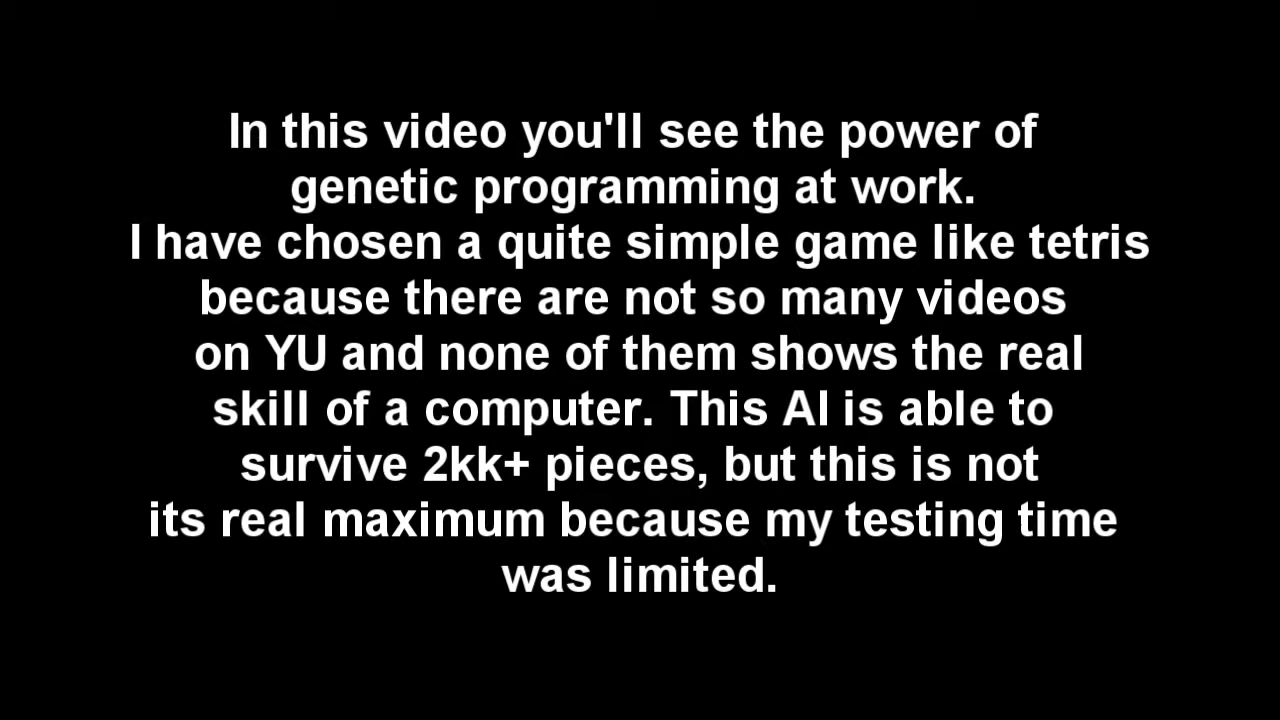 In this video you'll see the power of
genetic programming at work.
I have chosen a quite simple game like tetris
because there are not so many videos
on YU and none of them shows the real
skill of a computer. This AI is able to
survive 2kk+ pieces, but this is not
its real maximum because my testing time
was limited.